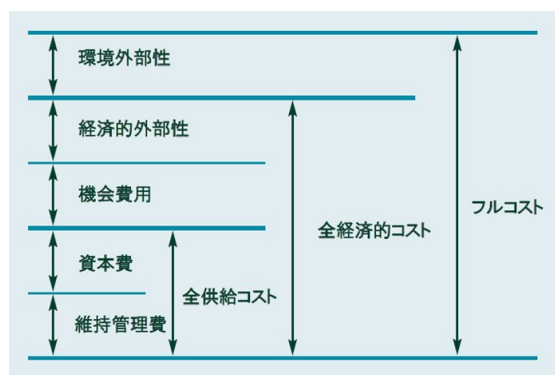 環境外部性
経済的外部性
機会費用
資本費
維持管理費
全供給コスト
全経済的コスト
フルコスト